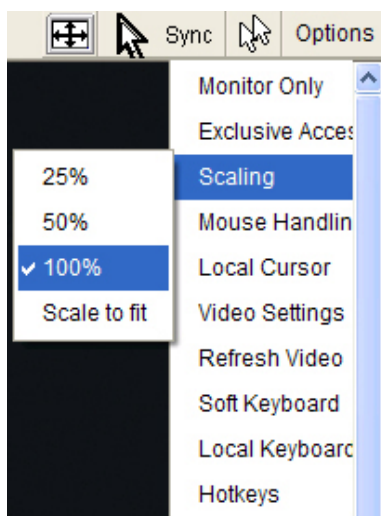 Sync Options
Monitor Only
Exclusive Acces
Scaling
25%
50%
100%
Scale to fit
Mouse Handlin
Local Cursor
Video Settings
Refresh Video
Soft Keyboard
Local Keyboard
Hotkeys